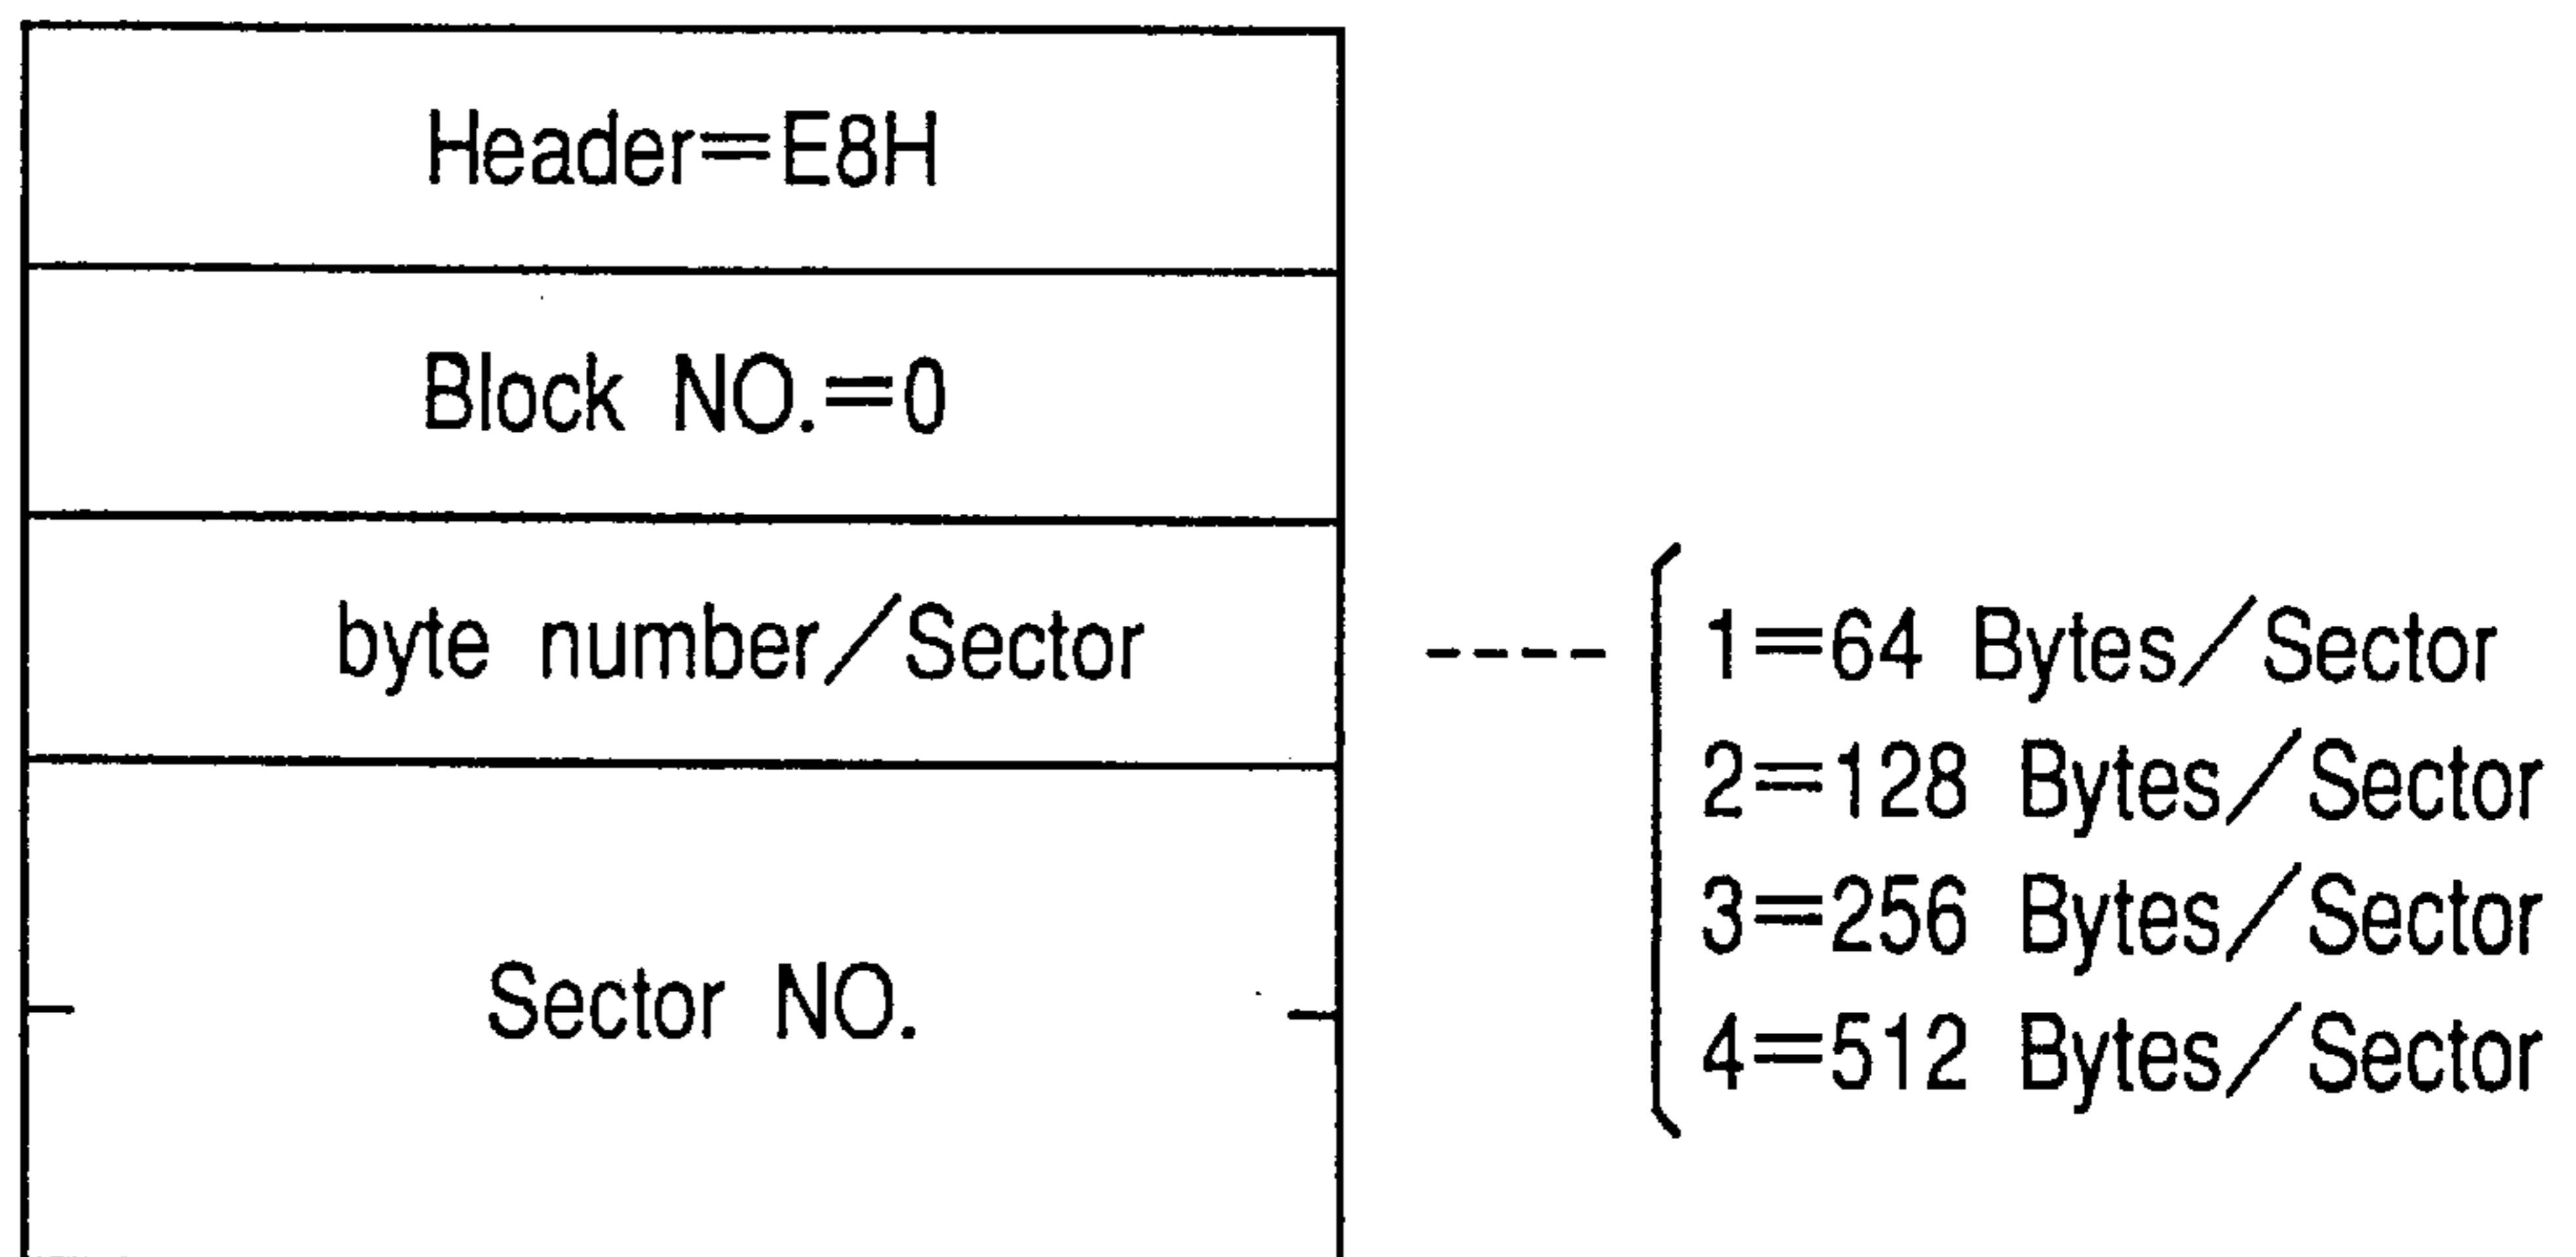 Header=E8H
Block NO.=0
byte number/Sector
Sector NO.
1=64 Bytes/Sector
2=128 Bytes/Sector
3=256 Bytes/Sector
4=512 Bytes/Sector